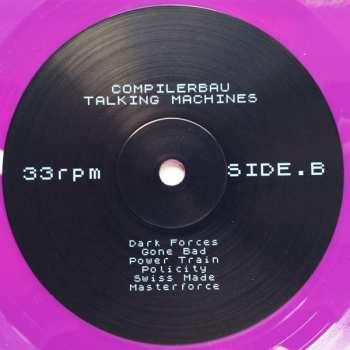 COMPILERBAU
TALKING MACHINES
33rpm
SIDE.B
Dark Forces
Gone Bad
Power Train
Policity
Swiss Made
Masterforce